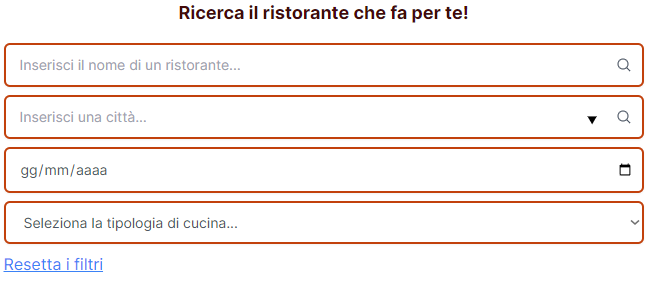 Ricerca il ristorante che fa per te!
Inserisci il nome di un ristorante...
Inserisci una città...
gg/mm/aaaa
Seleziona la tipologia di cucina...
Resetta i filtri